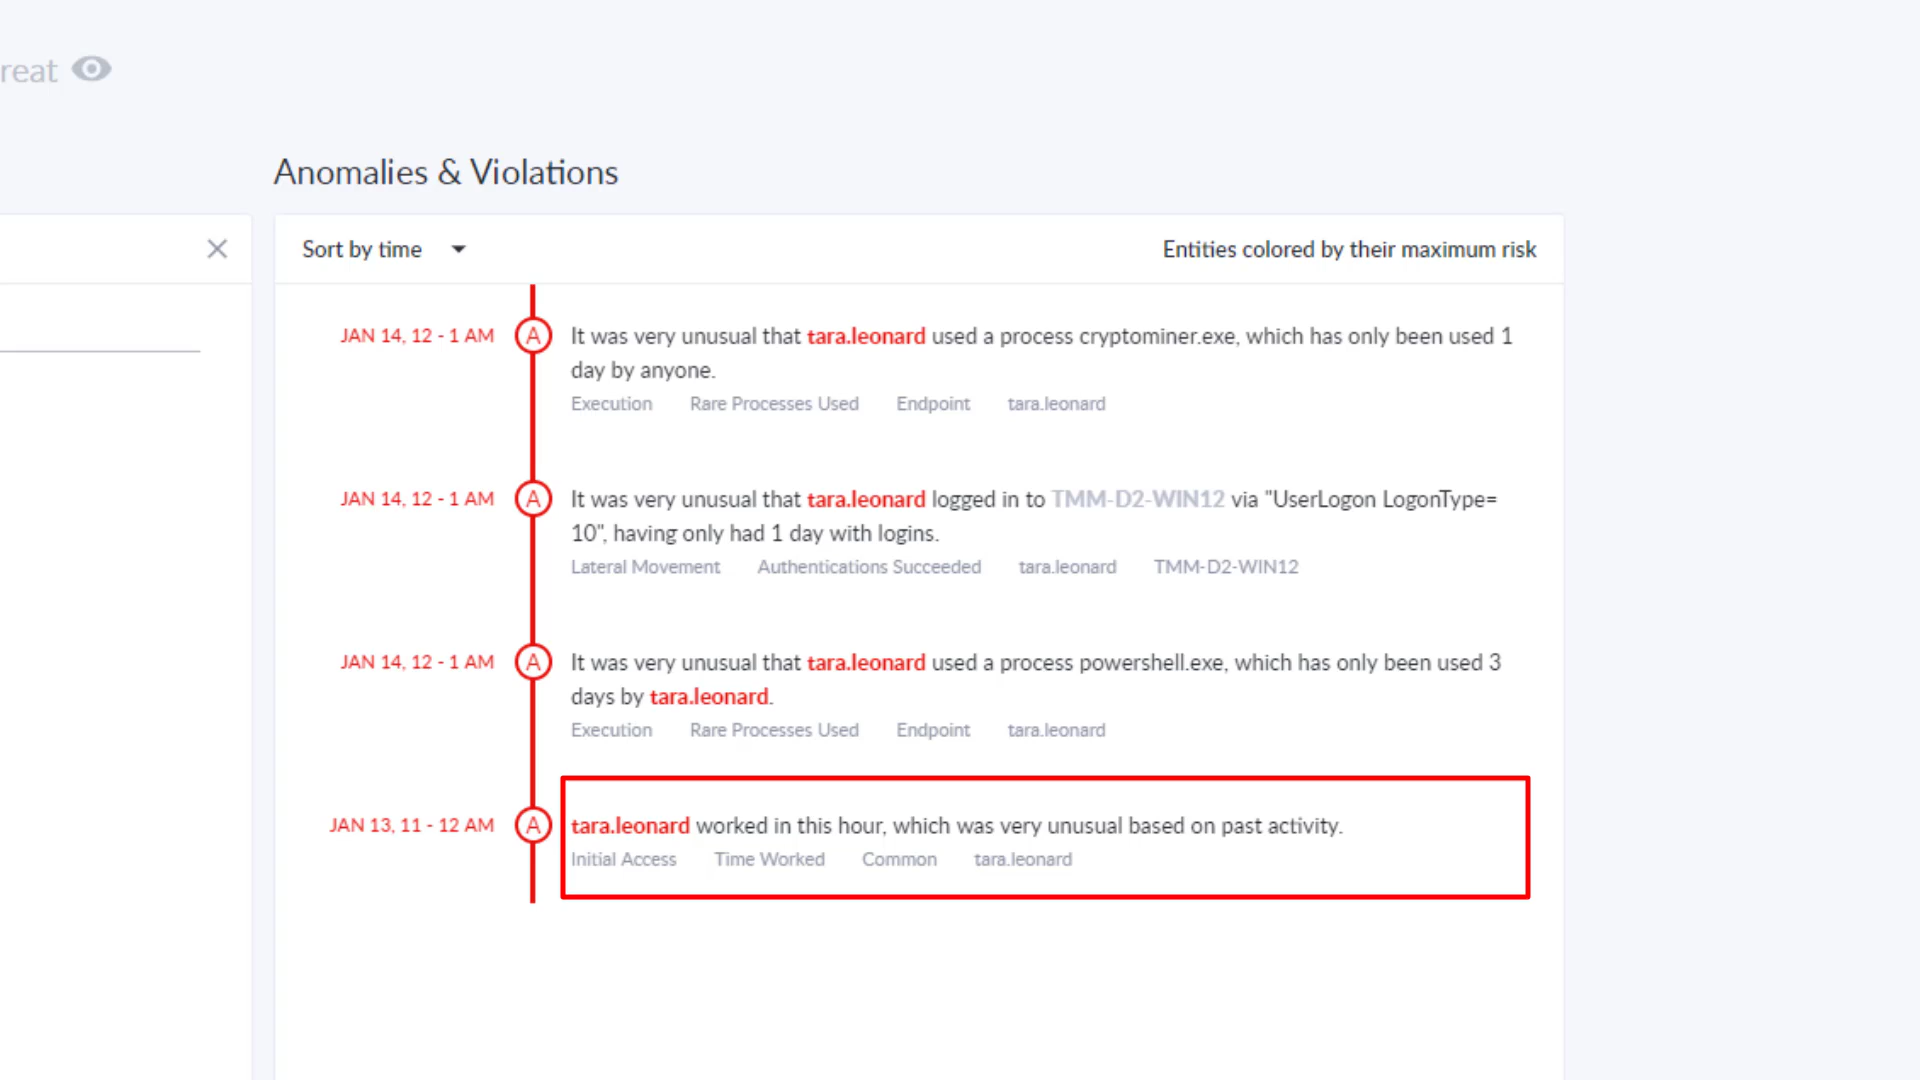 reat
Anomalies & Violations
Sort by time
Entities colored by their maximum risk
JAN 14, 12 - 1 AM
A
It was very unusual that tara.leonard used a process cryptominer.exe, which has only been used 1
day by anyone.
Execution Rare Processes Used Endpoint tara.leonard
JAN 14, 12 - 1 AM
A
It was very unusual that tara.leonard logged in to TMM-D2-WIN12 via "UserLogon LogonType=
10", having only had 1 day with logins.
Lateral Movement Authentications Succeeded tara.leonard TMM-D2-WIN12
JAN 14, 12 - 1 AM
A
It was very unusual that tara.leonard used a process powershell.exe, which has only been used 3
days by tara.leonard.
Execution Rare Processes Used Endpoint tara.leonard
JAN 13, 11 - 12 AM
A
tara.leonard worked in this hour, which was very unusual based on past activity.
Initial Access Time Worked Common tara.leonard